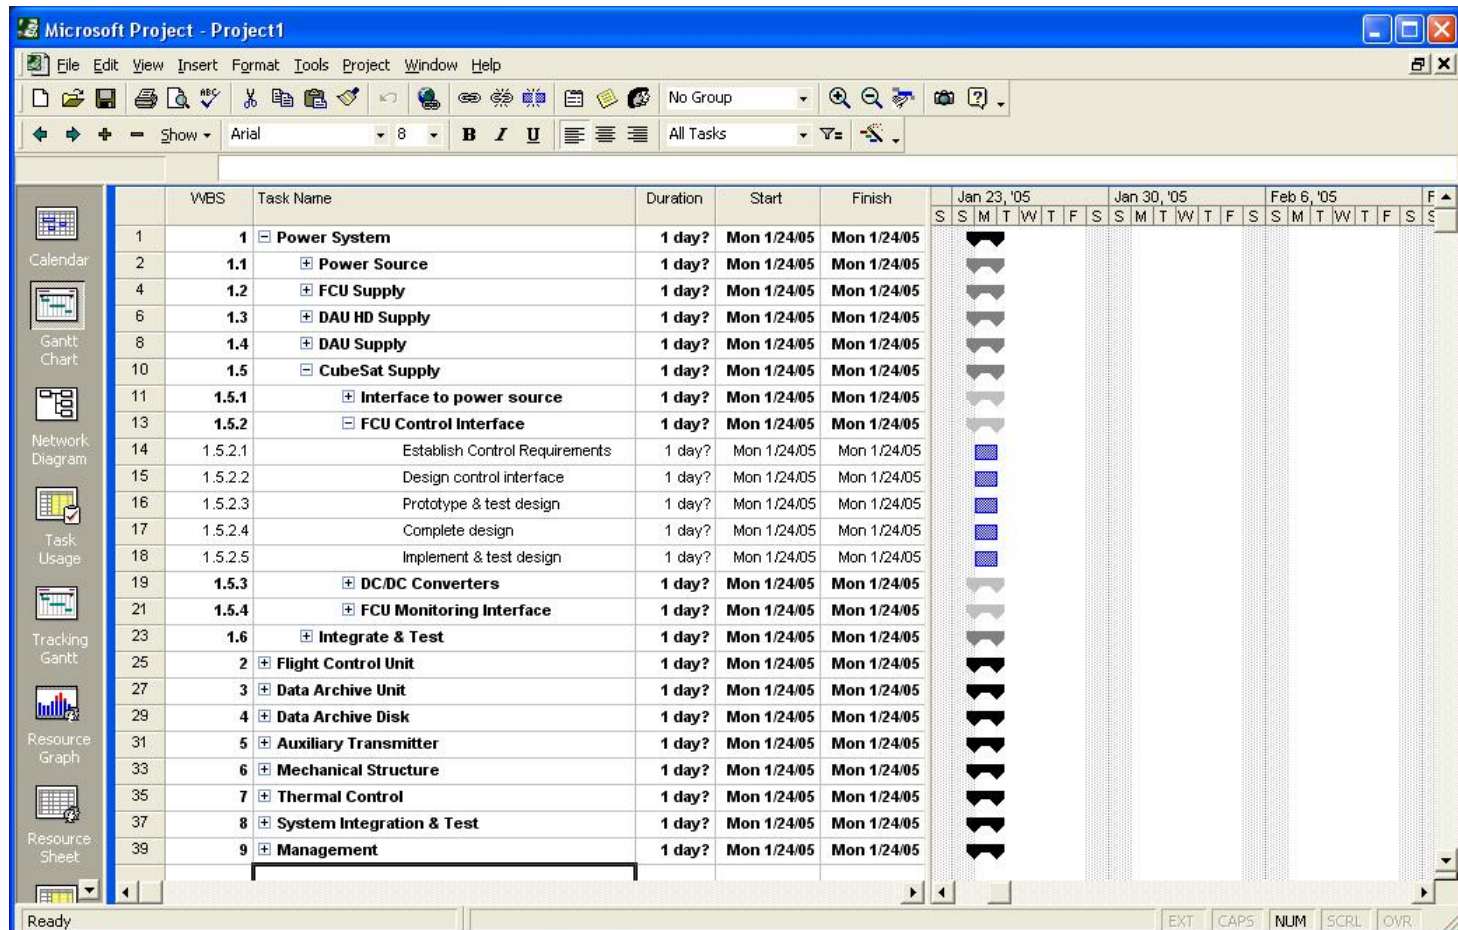 Microsoft Project - Project1
File Edit View Insert Format Tools Project Window Help
ABC No Group
Show Arial 8 B I U All Tasks
WBS Task Name Duration Start Finish Jan 23, '05 Jan 30, '05 Feb 6, '05 F
S S M T W T F S S M T W T F S S M T W T F S S
1 1 Power System 1 day? Mon 1/24/05 Mon 1/24/05
Calendar
2 1.1 Power Source 1 day? Mon 1/24/05 Mon 1/24/05
4 1.2 FCU Supply 1 day? Mon 1/24/05 Mon 1/24/05
6 1.3 DAU HD Supply 1 day? Mon 1/24/05 Mon 1/24/05
Gantt Chart
8 1.4 DAU Supply 1 day? Mon 1/24/05 Mon 1/24/05
10 1.5 CubeSat Supply 1 day? Mon 1/24/05 Mon 1/24/05
11 1.5.1 Interface to power source 1 day? Mon 1/24/05 Mon 1/24/05
13 1.5.2 FCU Control Interface 1 day? Mon 1/24/05 Mon 1/24/05
Network
Diagram
14 1.5.2.1 Establish Control Requirements 1 day? Mon 1/24/05 Mon 1/24/05
15 1.5.2.2 Design control interface 1 day? Mon 1/24/05 Mon 1/24/05
16 1.5.2.3 Prototype & test design 1 day? Mon 1/24/05 Mon 1/24/05
17 1.5.2.4 Complete design 1 day? Mon 1/24/05 Mon 1/24/05
Task
Usage
18 1.5.2.5 Implement & test design 1 day? Mon 1/24/05 Mon 1/24/05
19 1.5.3 DC/DC Converters 1 day? Mon 1/24/05 Mon 1/24/05
21 1.5.4 FCU Monitoring Interface 1 day? Mon 1/24/05 Mon 1/24/05
23 1.6 Integrate & Test 1 day? Mon 1/24/05 Mon 1/24/05
Tracking
Gantt
25 2 Flight Control Unit 1 day? Mon 1/24/05 Mon 1/24/05
27 3 Data Archive Unit 1 day? Mon 1/24/05 Mon 1/24/05
29 4 Data Archive Disk 1 day? Mon 1/24/05 Mon 1/24/05
31 5 Auxiliary Transmitter 1 day? Mon 1/24/05 Mon 1/24/05
Resource
Graph
33 6 Mechanical Structure 1 day? Mon 1/24/05 Mon 1/24/05
35 7 Thermal Control 1 day? Mon 1/24/05 Mon 1/24/05
37 8 System Integration & Test 1 day? Mon 1/24/05 Mon 1/24/05
39 9 Management 1 day? Mon 1/24/05 Mon 1/24/05
Resource
Sheet
Ready EXT CAPS NUM SCRL OVR